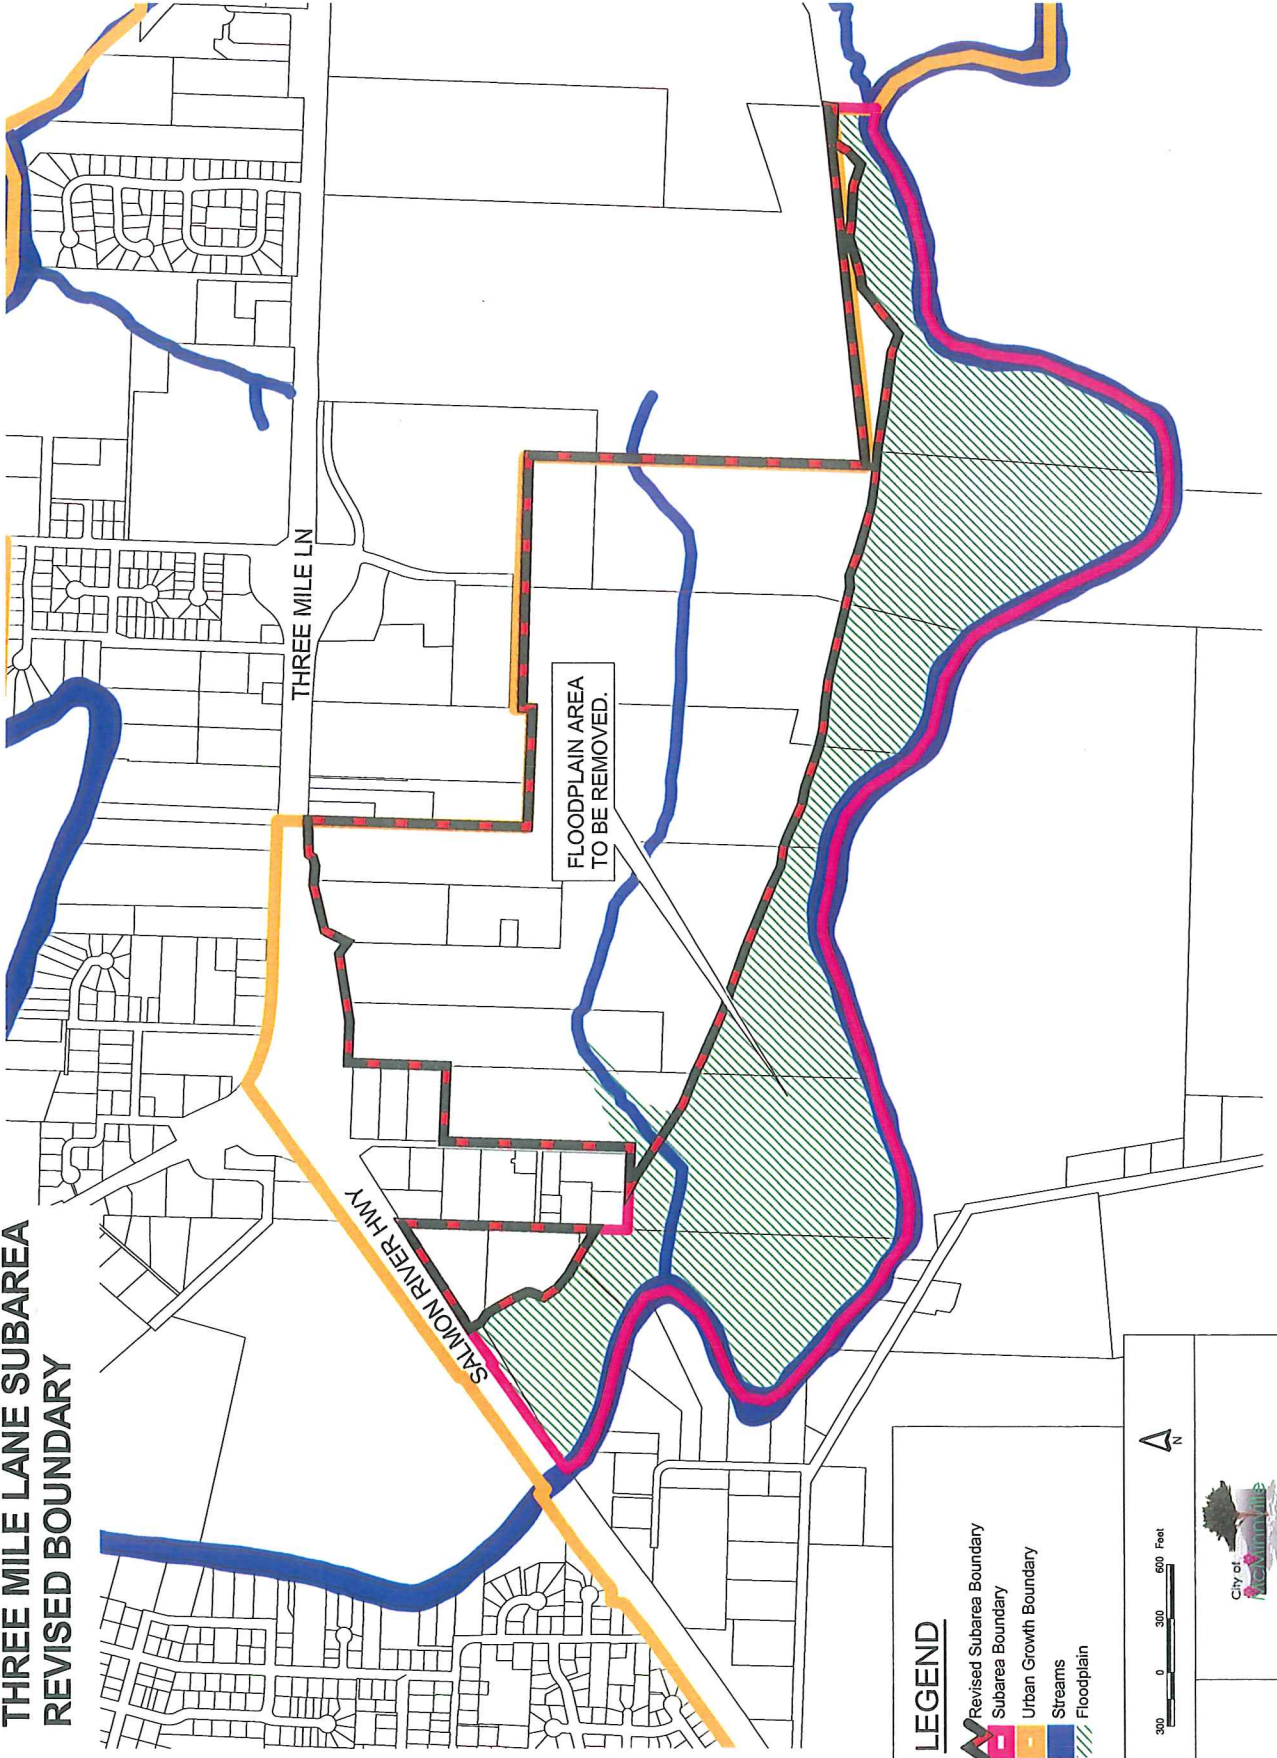 THREE MILE LANE SUBAREA
REVISED BOUNDARY
THREE MILE LN
SALMON RIVER HWY
FLOODPLAIN AREA
TO BE REMOVED.
LEGEND
Revised Subarea Boundary
Subarea Boundary
Urban Growth Boundary
Streams
Floodplain
300 0 300 600 Feet
N
City of
McMinnville